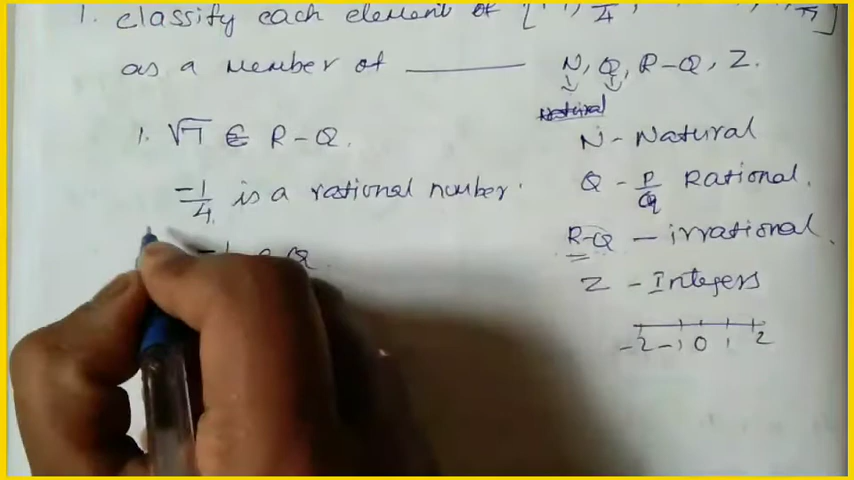 1. classify each element of
as a member of ______ N, Q, R-Q, Z.
1. √7 ∈ R-Q.
-1/4 is a rational number.
Q
N - Natural
Q - P/q Rational.
R-Q - irrational.
Z - Integers
-2 -1 0 1 2